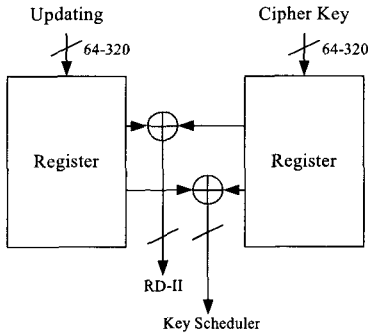 Updating
Cipher Key
64-320
64-320
Register
Register
RD-II
Key Scheduler